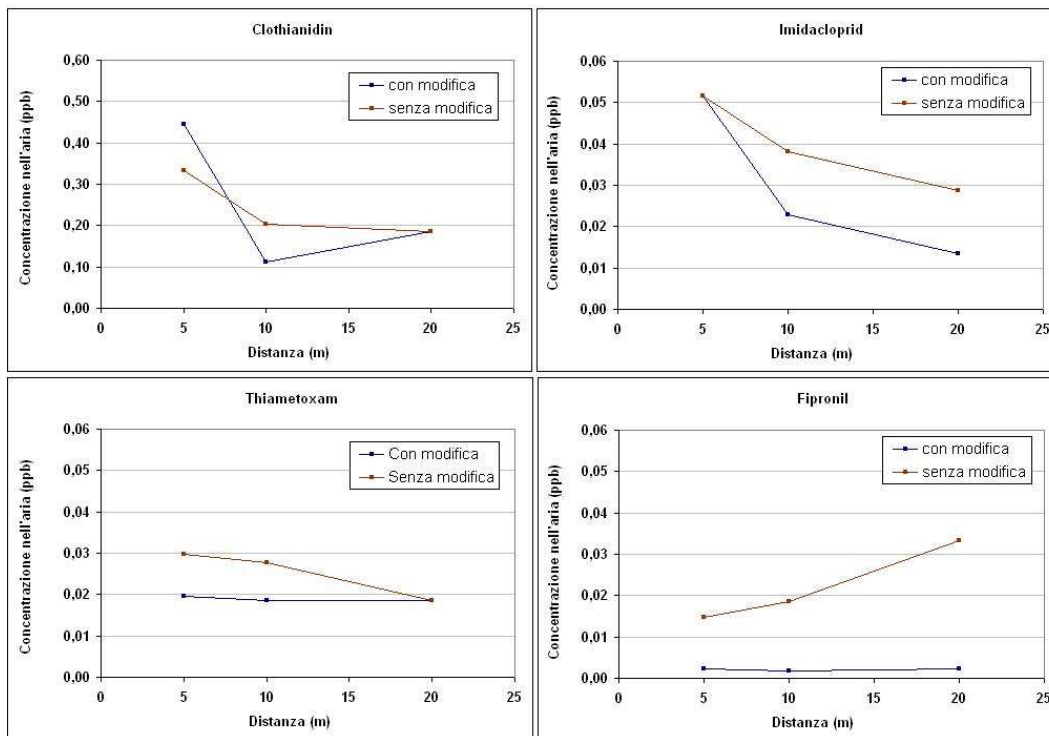 Clothianidin
Concentrazione nell'aria (ppb)
0,60
0,50
0,40
0,30
0,20
0,10
0,00
con modifica
senza modifica
0 5 10 15 20 25
Distanza (m)
Imidacloprid
Concentrazione nell'aria (ppb)
0,06
0,05
0,04
0,03
0,02
0,01
0,00
con modifica
senza modifica
0 5 10 15 20 25
Distanza (m)
Thiametoxam
Concentrazione nell'aria (ppb)
0,06
0,05
0,04
0,03
0,02
0,01
0,00
Con modifica
Senza modifica
0 5 10 15 20 25
Distanza (m)
Fipronil
Concentrazione nell'aria (ppb)
0,06
0,05
0,04
0,03
0,02
0,01
0,00
con modifica
senza modifica
0 5 10 15 20 25
Distanza (m)